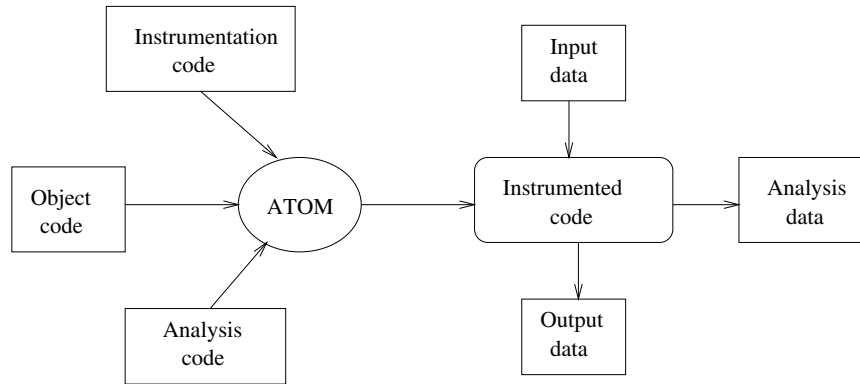 Instrumentation
code
Input
data
Object
code
ATOM
Instrumented
code
Analysis
data
Analysis
code
Output
data